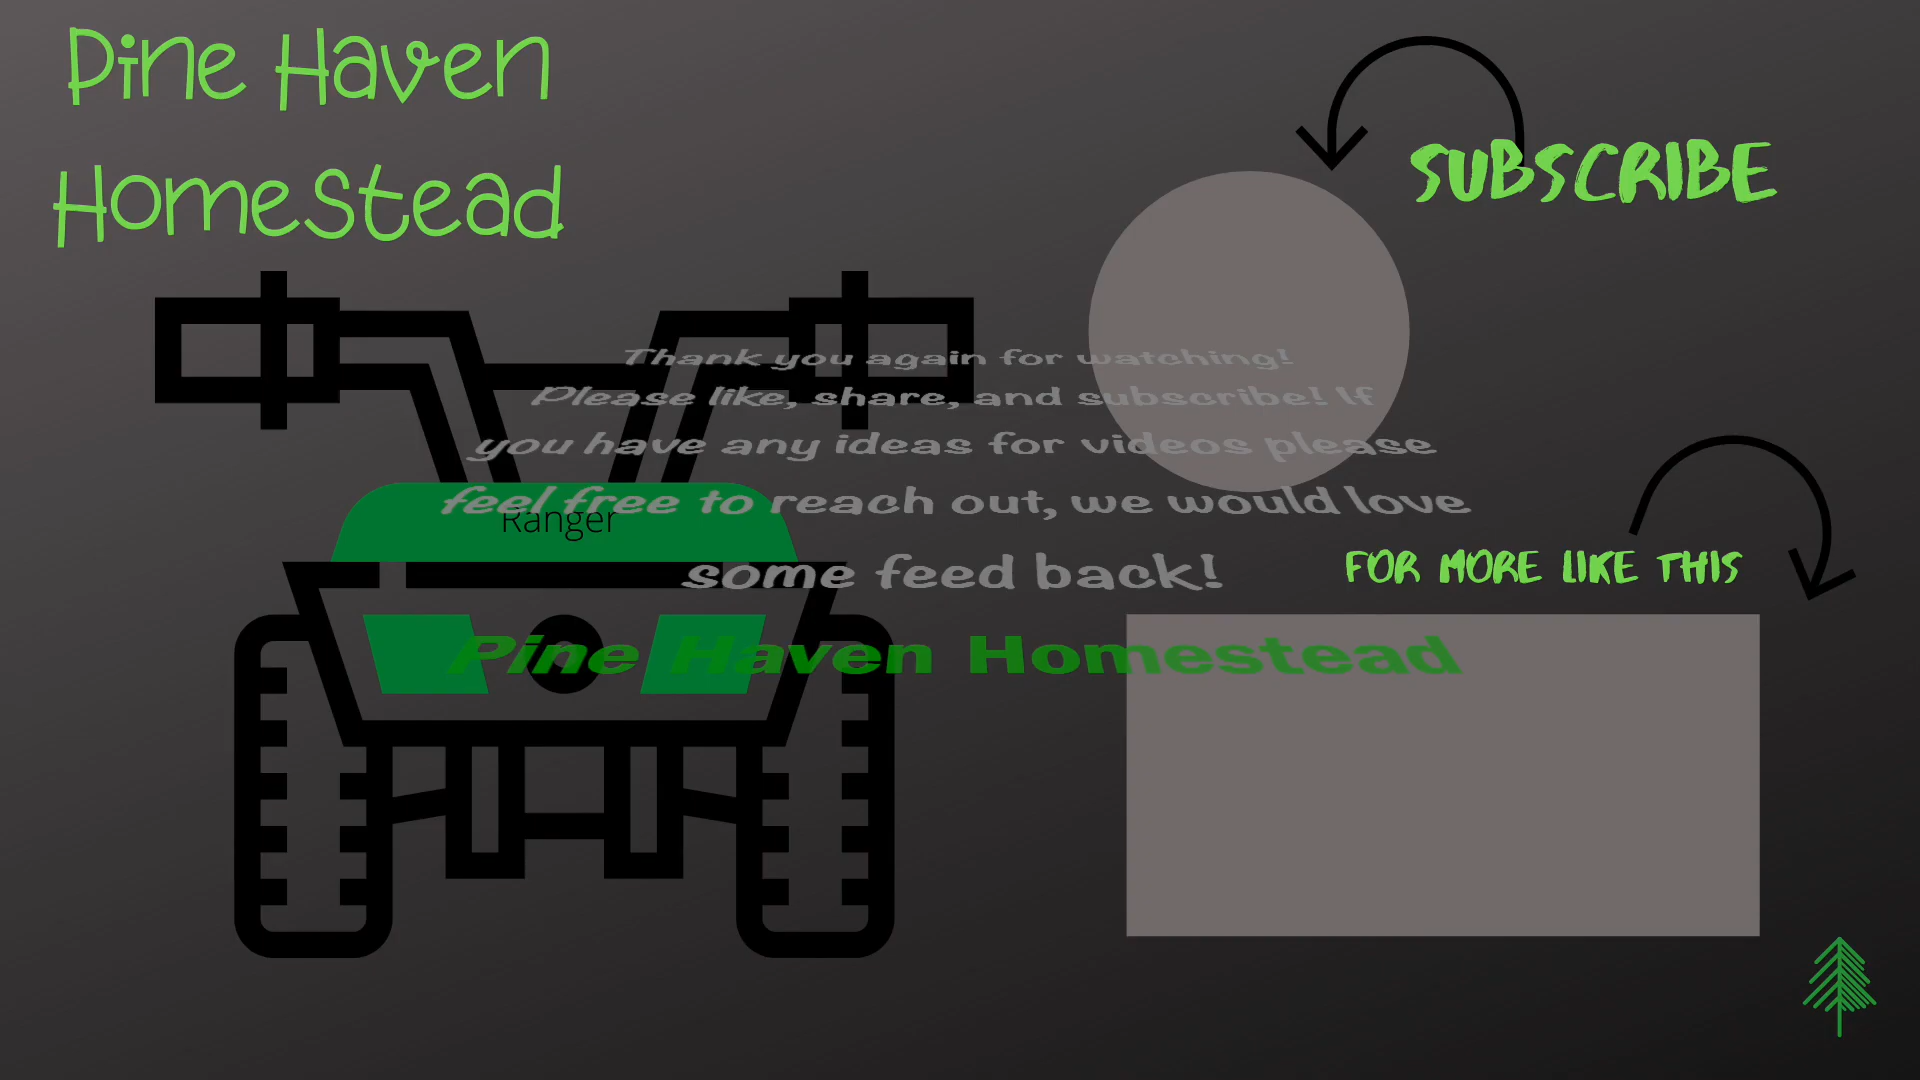 Pine Haven
Homestead
SUBSCRIBE
Thank you again for watching!
Please like, share, and subscribe! If
you have any ideas for videos please
feel free to reach out, we would love
some feed back!
Ranger
FOR MORE LIKE THIS
Pine Haven Homestead